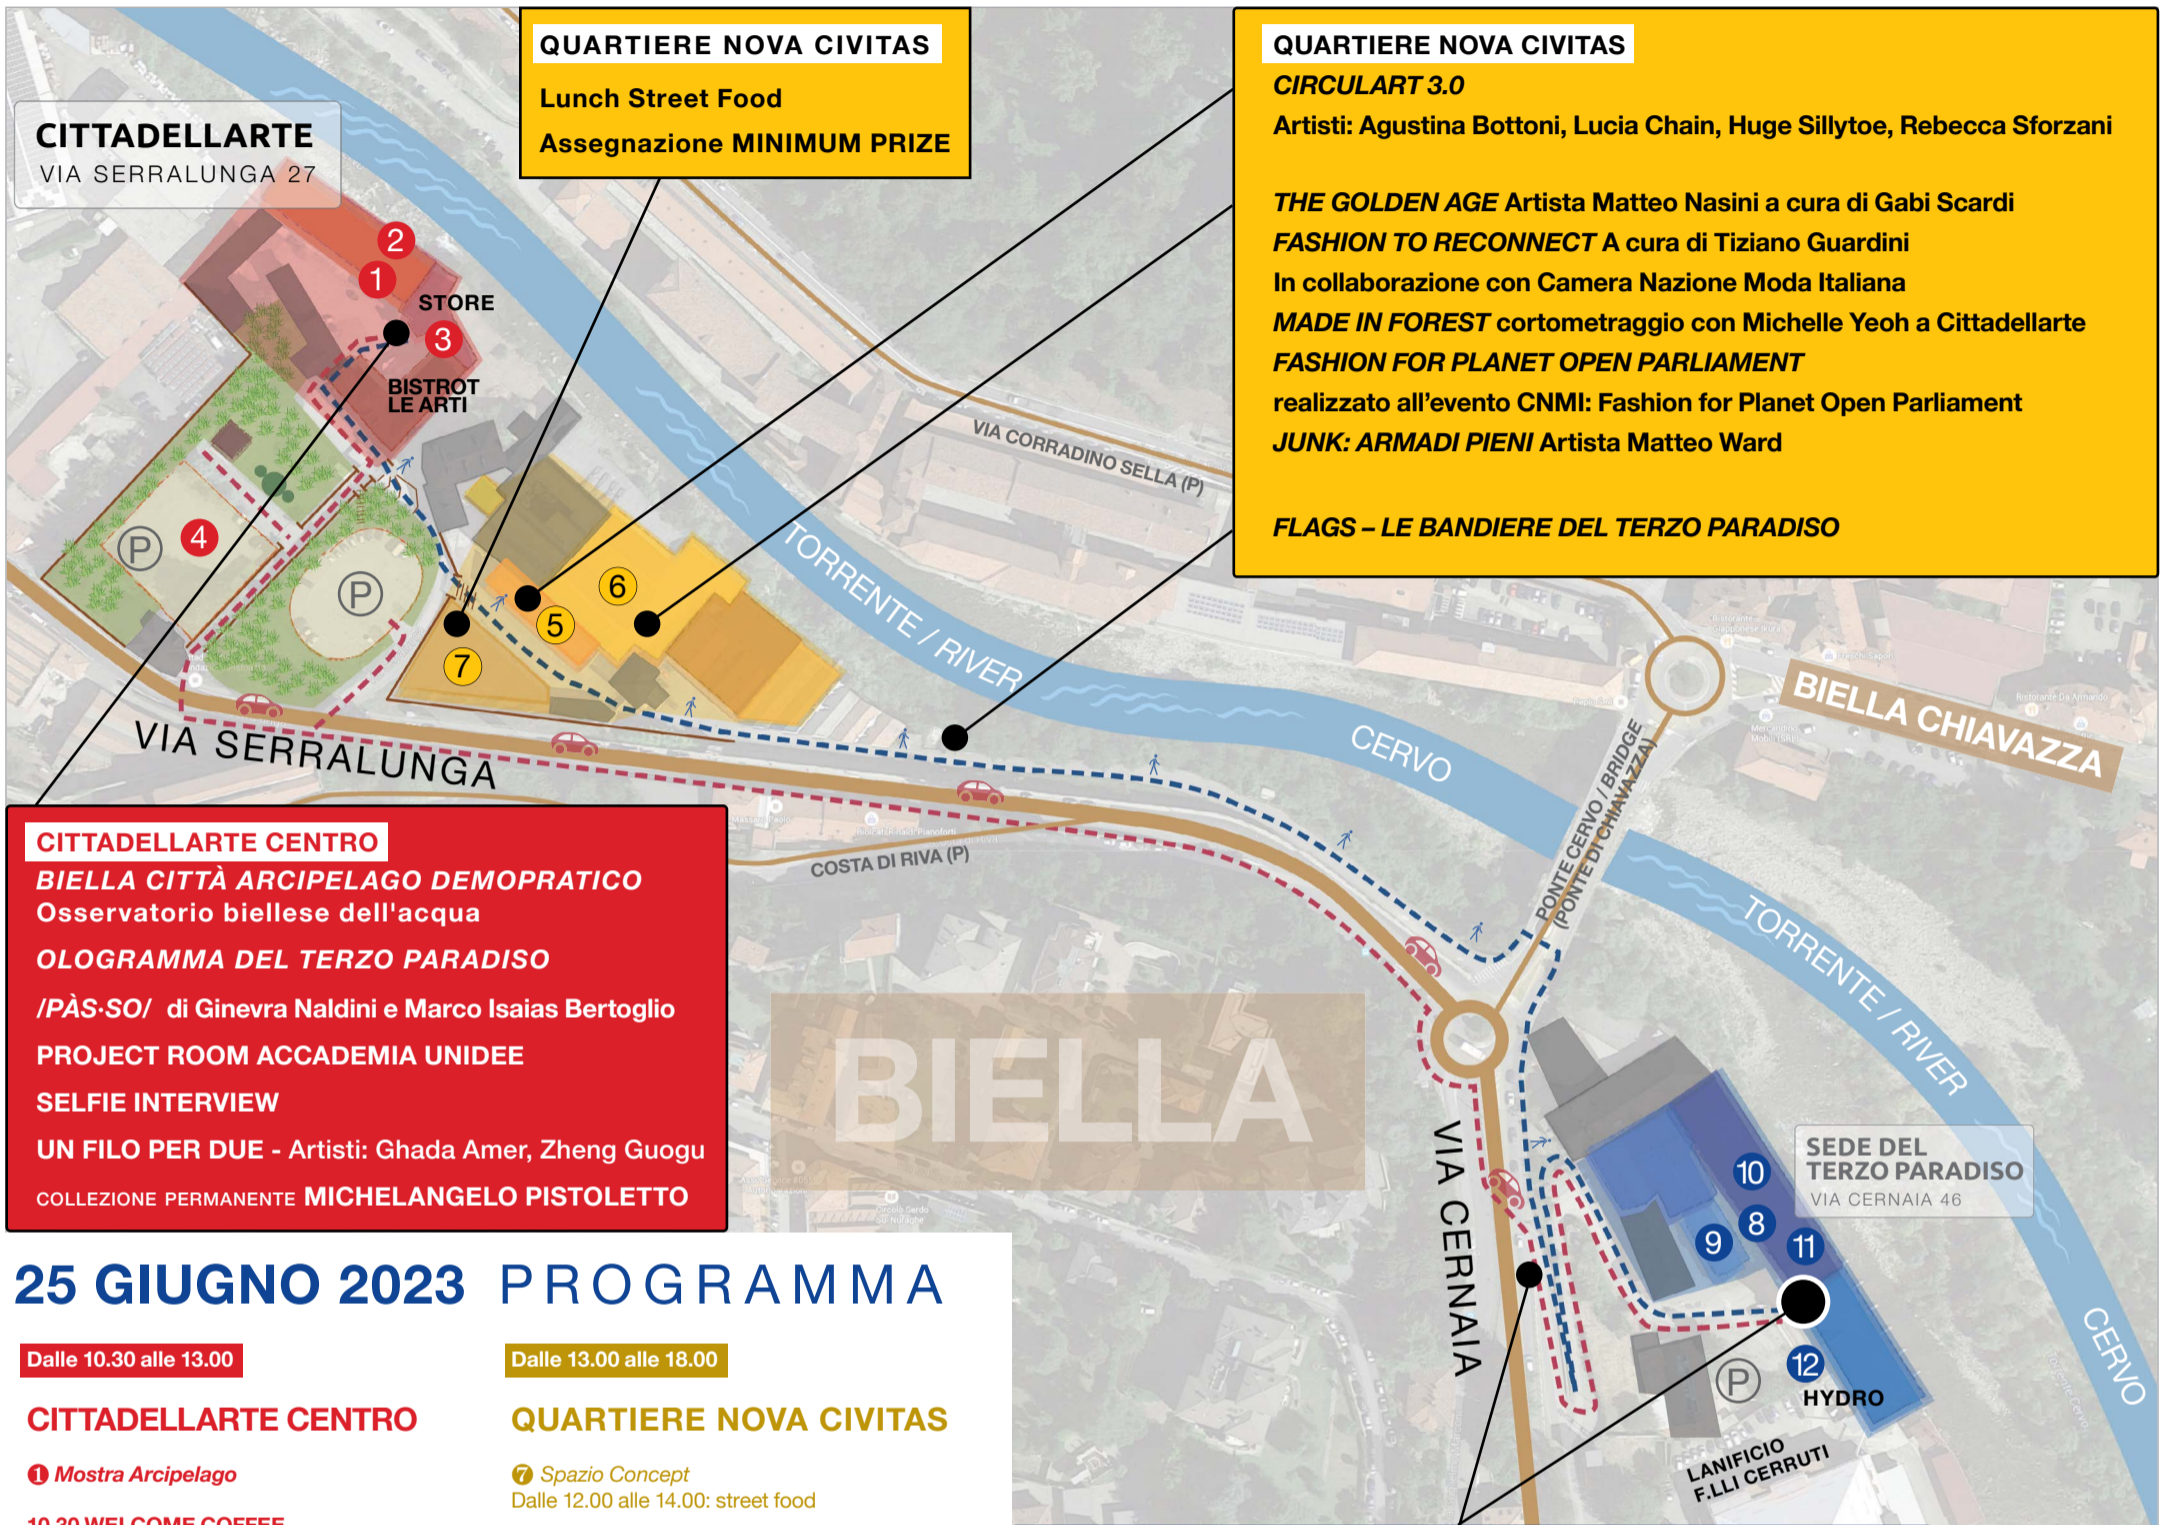 CITTADELLARTE
VIA SERRALUNGA 27
QUARTIERE NOVA CIVITAS
Lunch Street Food
Assegnazione MINIMUM PRIZE
QUARTIERE NOVA CIVITAS
CIRCULART 3.0
Artisti: Agustina Bottoni, Lucia Chain, Huge Sillytoe, Rebecca Sforzani
THE GOLDEN AGE Artista Matteo Nasini a cura di Gabi Scardi
FASHION TO RECONNECT A cura di Tiziano Guardini
In collaborazione con Camera Nazione Moda Italiana
MADE IN FOREST cortometraggio con Michelle Yeoh a Cittadellarte
FASHION FOR PLANET OPEN PARLIAMENT
realizzato all'evento CNMI: Fashion for Planet Open Parliament
JUNK: ARMADI PIENI Artista Matteo Ward
FLAGS – LE BANDIERE DEL TERZO PARADISO
2
1
STORE
3
BISTROT
LE ARTI
P
4
P
5
6
7
VIA CORRADINO SELLA (P)
TORRENTE / RIVER
CERVO
VIA SERRALUNGA
COSTA DI RIVA (P)
PONTE CERVO / BRIDGE
(PONTE DI CHIAVAZZA)
BIELLA CHIAVAZZA
Ristorante Da Armando
TORRENTE / RIVER
CERVO
BIELLA
VIA CERNAIA
SEDE DEL
TERZO PARADISO
VIA CERNAIA 46
10
8
9
11
12
P
HYDRO
LANIFICIO
F.LLI CERRUTI
CITTADELLARTE CENTRO
BIELLA CITTÀ ARCIPELAGO DEMOPRATICO
Osservatorio biellese dell'acqua
OLOGRAMMA DEL TERZO PARADISO
/PÀS·SO/ di Ginevra Naldini e Marco Isaias Bertoglio
PROJECT ROOM ACCADEMIA UNIDEE
SELFIE INTERVIEW
UN FILO PER DUE - Artisti: Ghada Amer, Zheng Guogu
COLLEZIONE PERMANENTE MICHELANGELO PISTOLETTO
25 GIUGNO 2023 PROGRAMMA
Dalle 10.30 alle 13.00
CITTADELLARTE CENTRO
1 Mostra Arcipelago
10.30 WELCOME COFFEE
Dalle 13.00 alle 18.00
QUARTIERE NOVA CIVITAS
7 Spazio Concept
Dalle 12.00 alle 14.00: street food